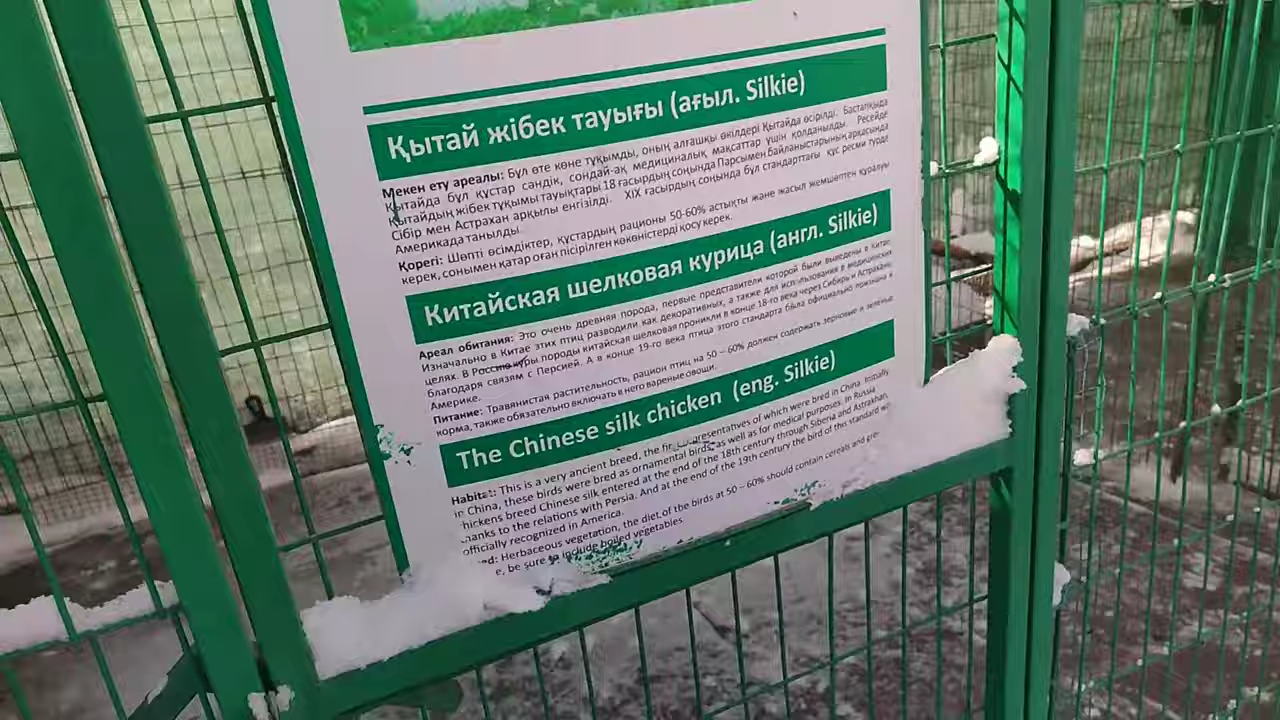 Қытай жібек тауығы (ағыл. Silkie)
Мекен ету ареалы: Бұл өте көне тұқымды, оның алғашқы өкілдері Қытайда өсірілді. Бастапқыда
Қытайда бұл құстар сәндік, сондай-ақ медициналық мақсаттар үшін қолданылды. Ресейде
Қытайдың жібек тұқымы тауықтары 18 ғасырдың соңында Парсымен байланыстарының арқасында
Сібір мен Астрахан арқылы енгізілді. XIX ғасырдың соңында бұл стандарттағы құс ресми түрде
Америкада танылды.
Қорегі: Шөпті өсімдіктер, құстардың рационы 50-60% астықты және жасыл жемшөптен құралуы
керек, сонымен қатар оған пісірілген көкөністерді қосу керек.
Китайская шелковая курица (англ. Silkie)
Ареал обитания: Это очень древняя порода, первые представители которой были выведены в Китае.
Изначально в Китае этих птиц разводили как декоративных, а также для использования в медицинских
целях. В Россию куры породы китайская шелковая проникли в конце 18-го века через Сибирь и Астрахань,
благодаря связям с Персией. А в конце 19-го века птица этого стандарта была официально признана в
Америке.
Питание: Травянистая растительность, рацион птиц на 50 – 60% должен содержать зерновые и зеленые
корма, также обязательно включать в него вареные овощи.
The Chinese silk chicken (eng. Silkie)
Habitat: This is a very ancient breed, the first representatives of which were bred in China. Initially
in China, these birds were bred as ornamental birds, as well as for medical purposes. In Russia
hickens breed Chinese silk entered at the end of the 18th century through Siberia and Astrakhan,
hanks to the relations with Persia. And at the end of the 19th century the bird of this standard w
officially recognized in America.
ed: Herbaceous vegetation, the diet of the birds at 50 – 60% should contain cereals and gre
e, be sure to include boiled vegetables